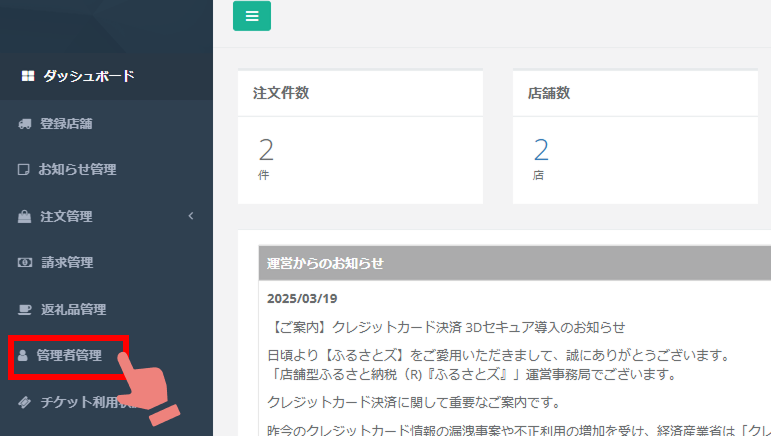 ダッシュボード
登録店舗
お知らせ管理
注文管理
請求管理
返礼品管理
管理者管理
チケット利用状
注文件数
2
件
店舗数
2
店
運営からのお知らせ
2025/03/19
【ご案内】クレジットカード決済 3Dセキュア導入のお知らせ
日頃より【ふるさとズ】をご愛用いただきまして、誠にありがとうございます。
「店舗型ふるさと納税（R)『ふるさとズ』」運営事務局でございます。
クレジットカード決済に関して重要なご案内です。
昨今のクレジットカード情報の漏洩事案や不正利用の増加を受け、経済産業省は「クレ